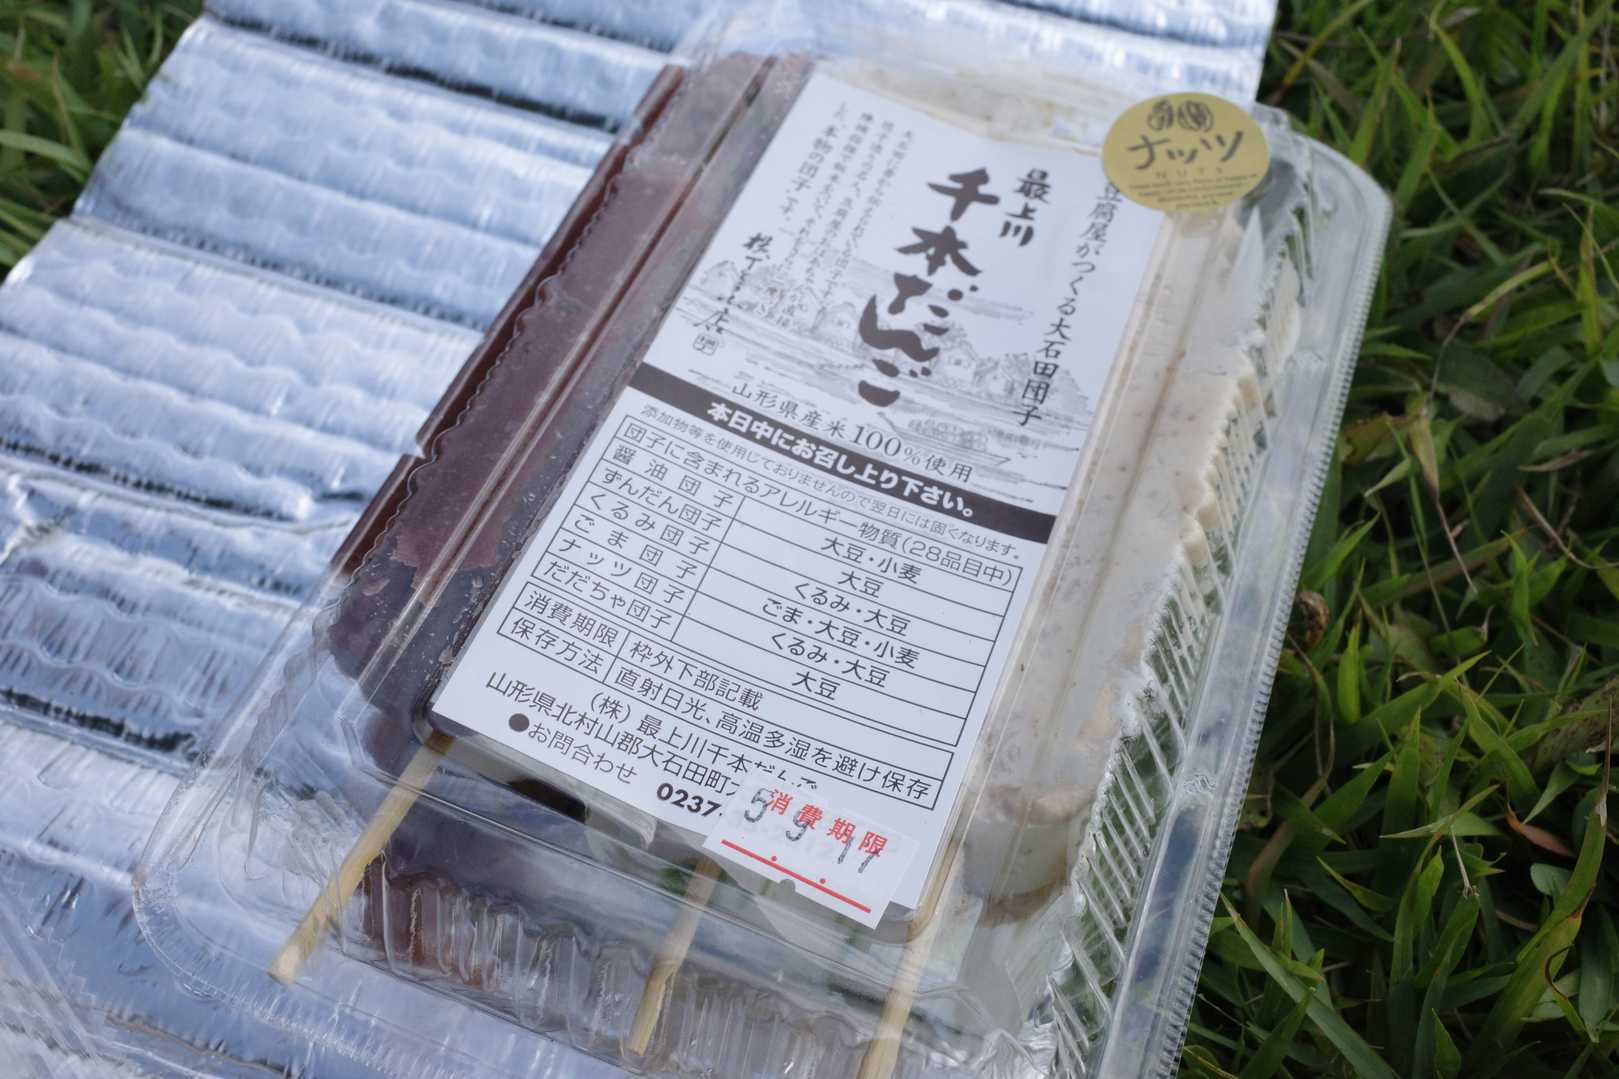 ナッツ
NUTS
豆腐屋がつくる大石田団子
最上川
千本だんご
本物の団子です。
山形県産米100%使用
本日中にお召し上り下さい。
添加物等を使用しておりませんので翌日には固くなります。
団子に含まれるアレルギー物質(28品目中)
醤油団子 大豆・小麦
ずんだん団子 大豆
くるみ団子 くるみ・大豆
ごま団子 ごま・大豆・小麦
ナッツ団子 くるみ・大豆
だだちゃ団子 大豆
消費期限 枠外下部記載
保存方法 直射日光、高温多湿を避け保存
(株)最上川千本だんご
山形県北村山郡大石田町
●お問合わせ
0237
消費期限
5 9 17